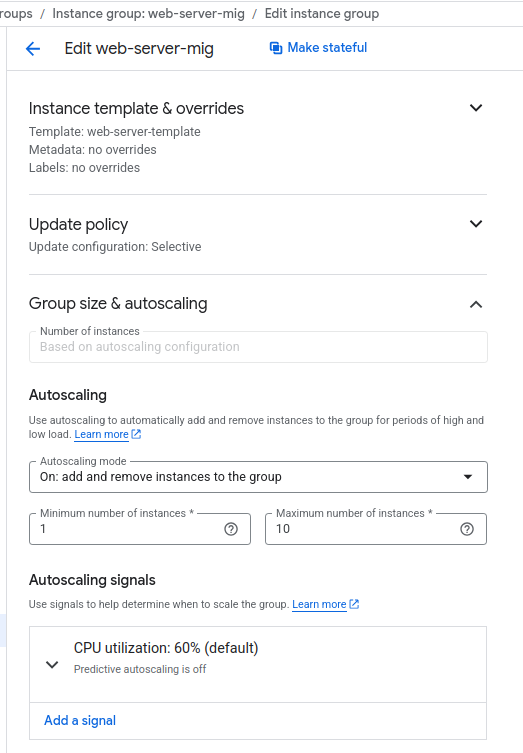 roups / Instance group: web-server-mig / Edit instance group
Edit web-server-mig Make stateful
Instance template & overrides
Template: web-server-template
Metadata: no overrides
Labels: no overrides
Update policy
Update configuration: Selective
Group size & autoscaling
Number of instances
Based on autoscaling configuration
Autoscaling
Use autoscaling to automatically add and remove instances to the group for periods of high and
low load. Learn more
Autoscaling mode
On: add and remove instances to the group
Minimum number of instances * Maximum number of instances *
1 10
Autoscaling signals
Use signals to help determine when to scale the group. Learn more
CPU utilization: 60% (default)
Predictive autoscaling is off
Add a signal